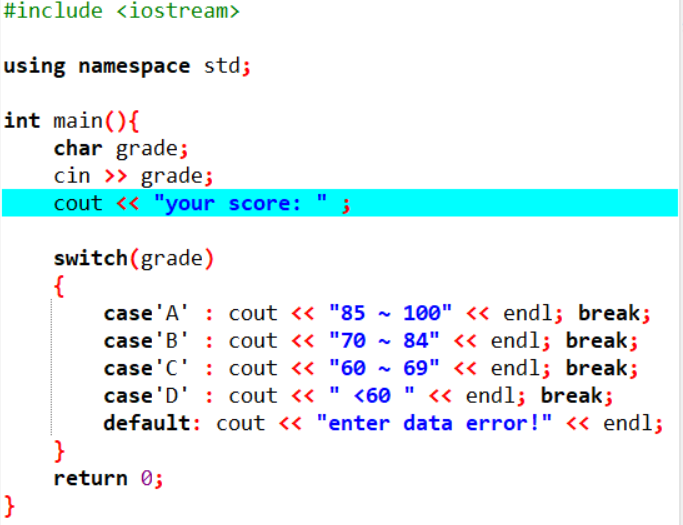 #include <iostream>
using namespace std;
int main(){
char grade;
cin >> grade;
cout << "your score: " ;
switch(grade)
{
case'A' : cout << "85 ~ 100" << endl; break;
case'B' : cout << "70 ~ 84" << endl; break;
case'C' : cout << "60 ~ 69" << endl; break;
case'D' : cout << " <60 " << endl; break;
default: cout << "enter data error!" << endl;
}
return 0;
}